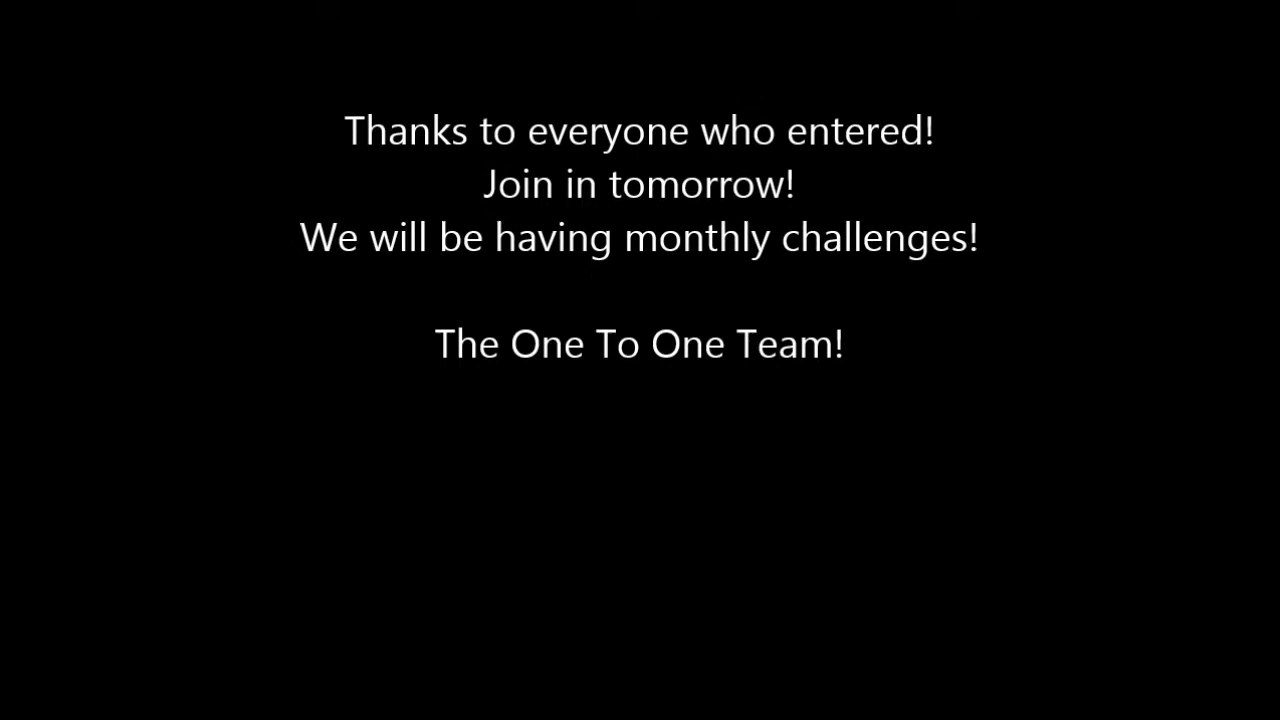 Thanks to everyone who entered!
Join in tomorrow!
We will be having monthly challenges!
The One To One Team!